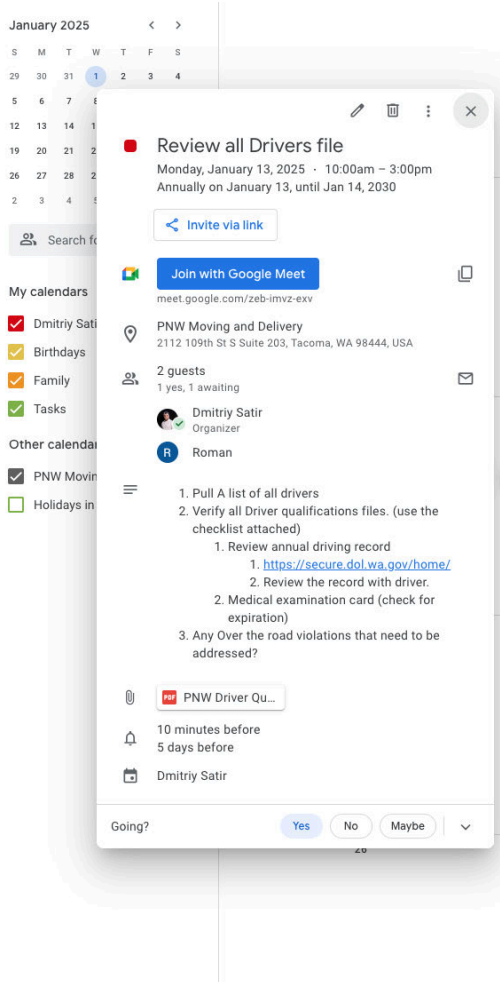 January 2025
S M T W T F S
29 30 31 1 2 3 4
5 6 7
12 13 14
19 20 21
26 27 28
2 3 4
Search fo
My calendars
Dmitriy Sati
Birthdays
Family
Tasks
Other calendar
PNW Movin
Holidays in
Review all Drivers file
Monday, January 13, 2025 · 10:00am – 3:00pm
Annually on January 13, until Jan 14, 2030
Invite via link
Join with Google Meet
meet.google.com/zeb-imvz-exv
PNW Moving and Delivery
2112 109th St S Suite 203, Tacoma, WA 98444, USA
2 guests
1 yes, 1 awaiting
Dmitriy Satir
Organizer
R Roman
1. Pull A list of all drivers
2. Verify all Driver qualifications files. (use the
checklist attached)
1. Review annual driving record
1. https://secure.dol.wa.gov/home/
2. Review the record with driver.
2. Medical examination card (check for
expiration)
3. Any Over the road violations that need to be
addressed?
PDF PNW Driver Qu...
10 minutes before
5 days before
Dmitriy Satir
Going? Yes No Maybe